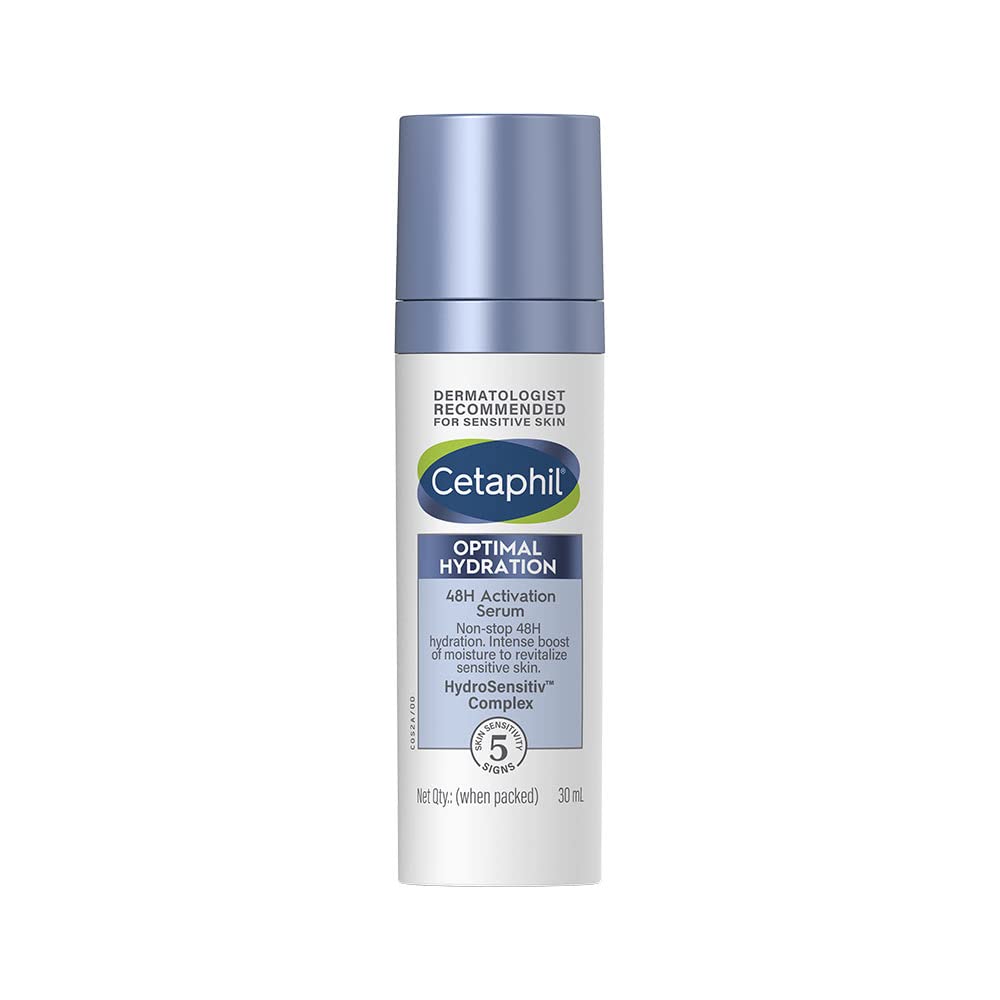 DERMATOLOGIST
RECOMMENDED
FOR SENSITIVE SKIN
Cetaphil®
OPTIMAL
HYDRATION
48H Activation
Serum
Non-stop 48H
hydration. Intense boost
of moisture to revitalize
sensitive skin.
HydroSensitiv™
Complex
SKIN SENSITIVITY
5
SIGNS
Net Qty.: (when packed) 30 mL
COS2A/00